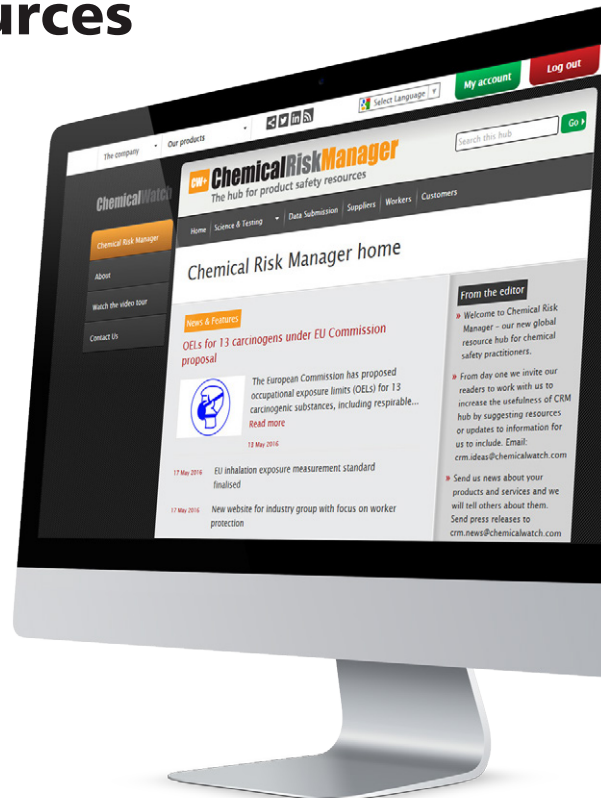 urces
The company
Our products
Select Language
My account
Log out
ChemicalWatch
CW+ ChemicalRiskManager
The hub for product safety resources
Search this hub
Go
Home
Science & Testing
Data Submission
Suppliers
Workers
Customers
Chemical Risk Manager
About
Watch the video tour
Contact Us
Chemical Risk Manager home
News & Features
OELs for 13 carcinogens under EU Commission
proposal
The European Commission has proposed
occupational exposure limits (OELs) for 13
carcinogenic substances, including respirable...
Read more
13 May 2016
17 May 2016 EU inhalation exposure measurement standard
finalised
17 May 2016 New website for industry group with focus on worker
protection
From the editor
» Welcome to Chemical Risk
Manager – our new global
resource hub for chemical
safety practitioners.
» From day one we invite our
readers to work with us to
increase the usefulness of CRM
hub by suggesting resources
or updates to information for
us to include. Email:
crm.ideas@chemicalwatch.com
» Send us news about your
products and services and we
will tell others about them.
Send press releases to
crm.news@chemicalwatch.com